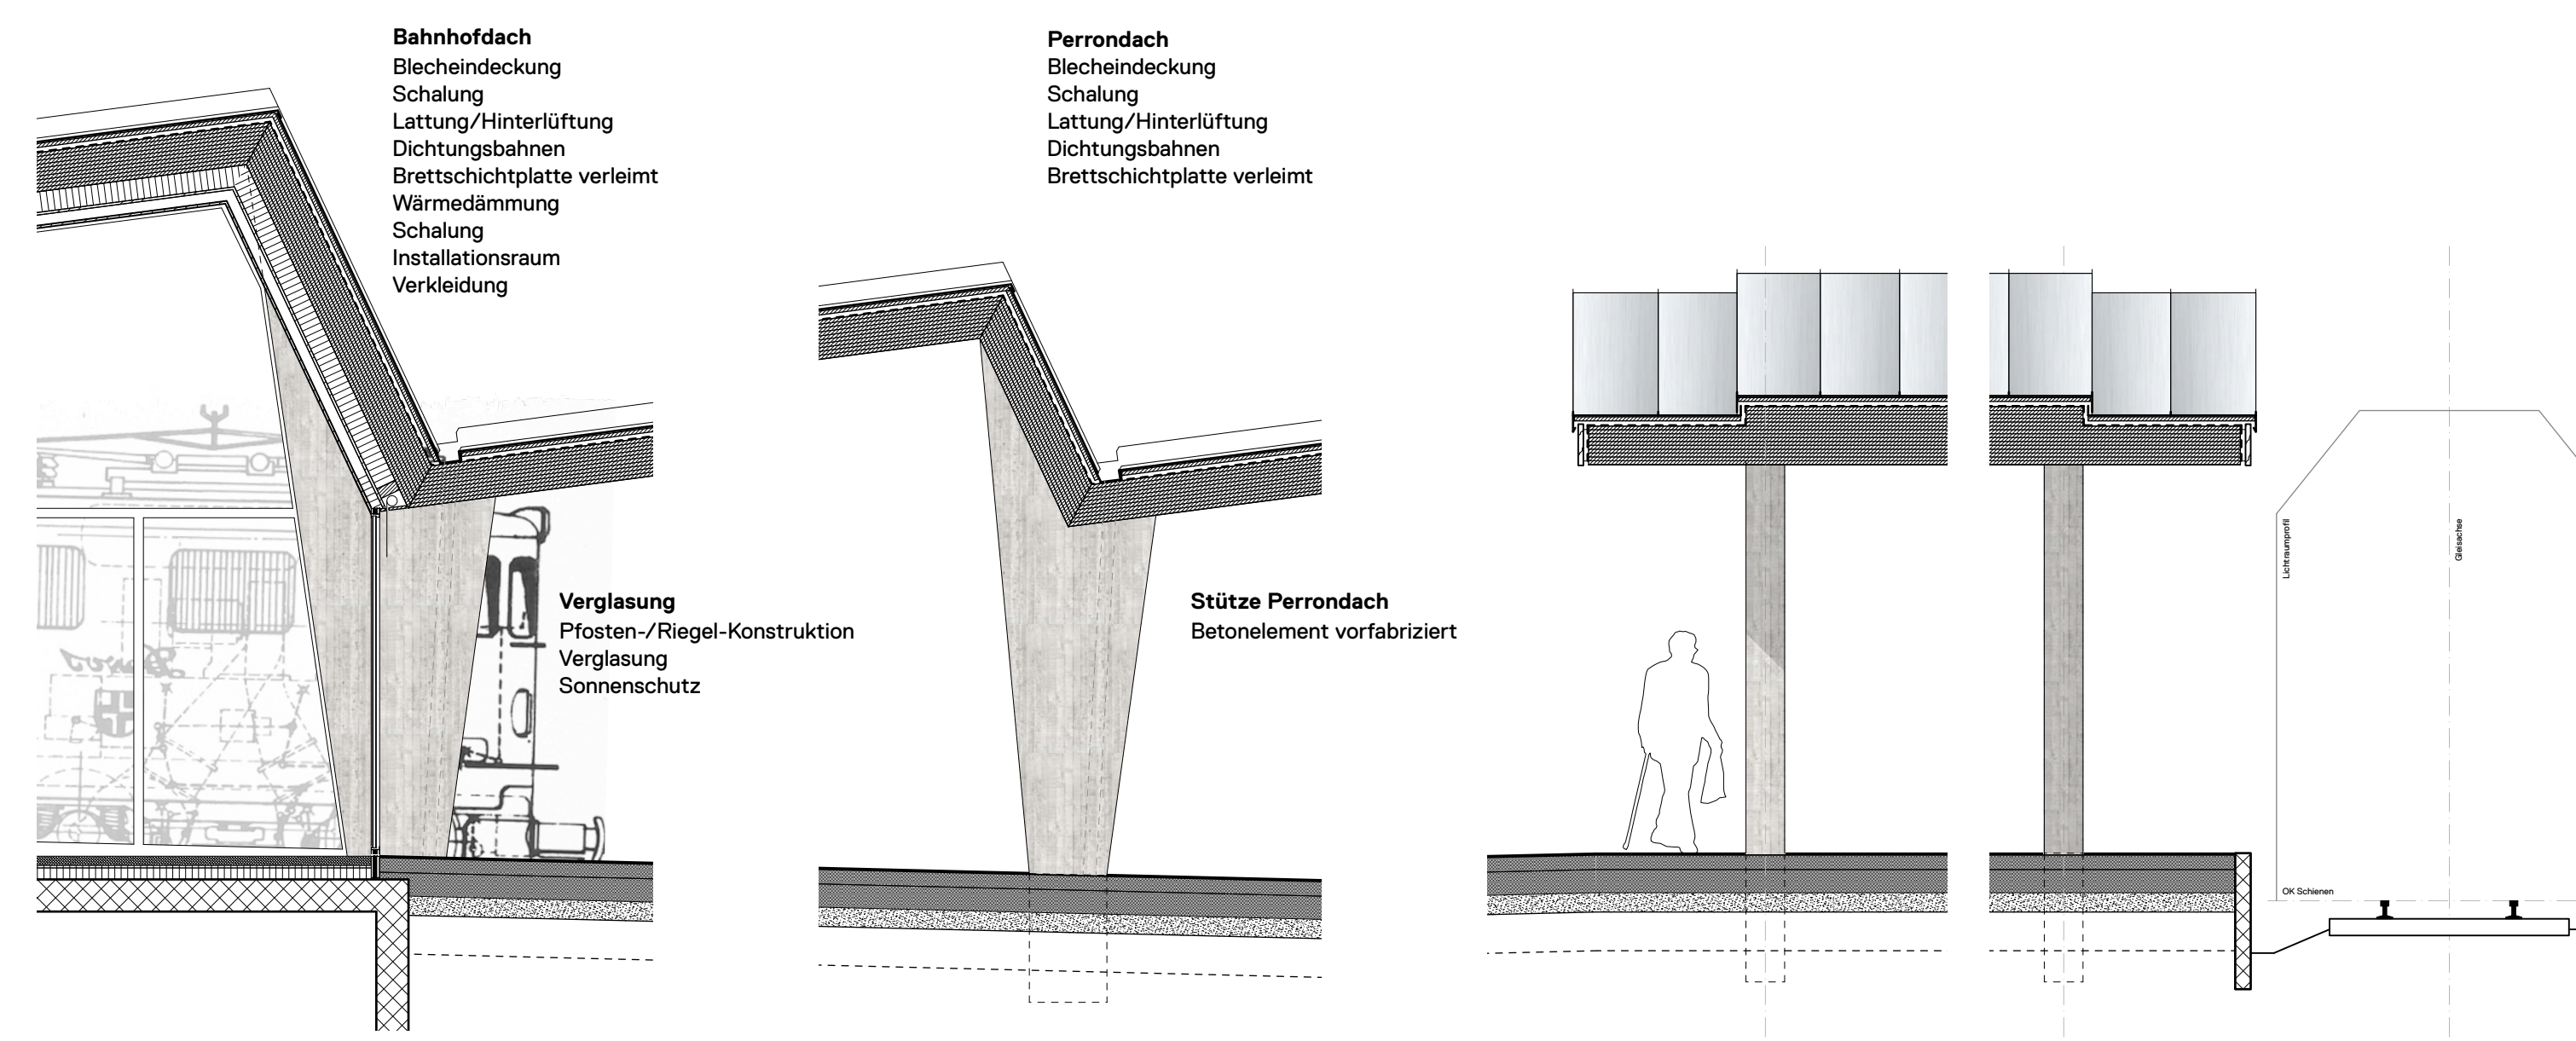 Bahnhofdach
Blecheindeckung
Schalung
Lattung/Hinterlüftung
Dichtungsbahnen
Brettschichtplatte verleimt
Wärmedämmung
Schalung
Installationsraum
Verkleidung
Perrondach
Blecheindeckung
Schalung
Lattung/Hinterlüftung
Dichtungsbahnen
Brettschichtplatte verleimt
Verglasung
Pfosten-/Riegel-Konstruktion
Verglasung
Sonnenschutz
Stütze Perrondach
Betonelement vorfabriziert
Lichtraumprofil
Gleisachse
OK Schienen